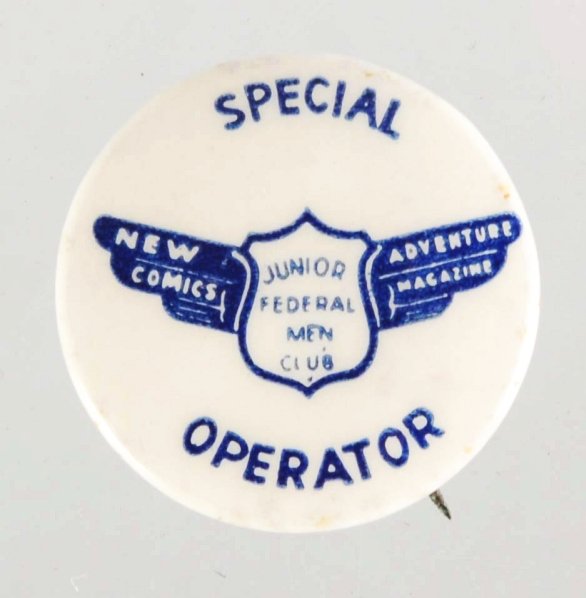 SPECIAL
NEW
COMICS
JUNIOR
FEDERAL
MEN
CLUB
ADVENTURE
MAGAZINE
OPERATOR